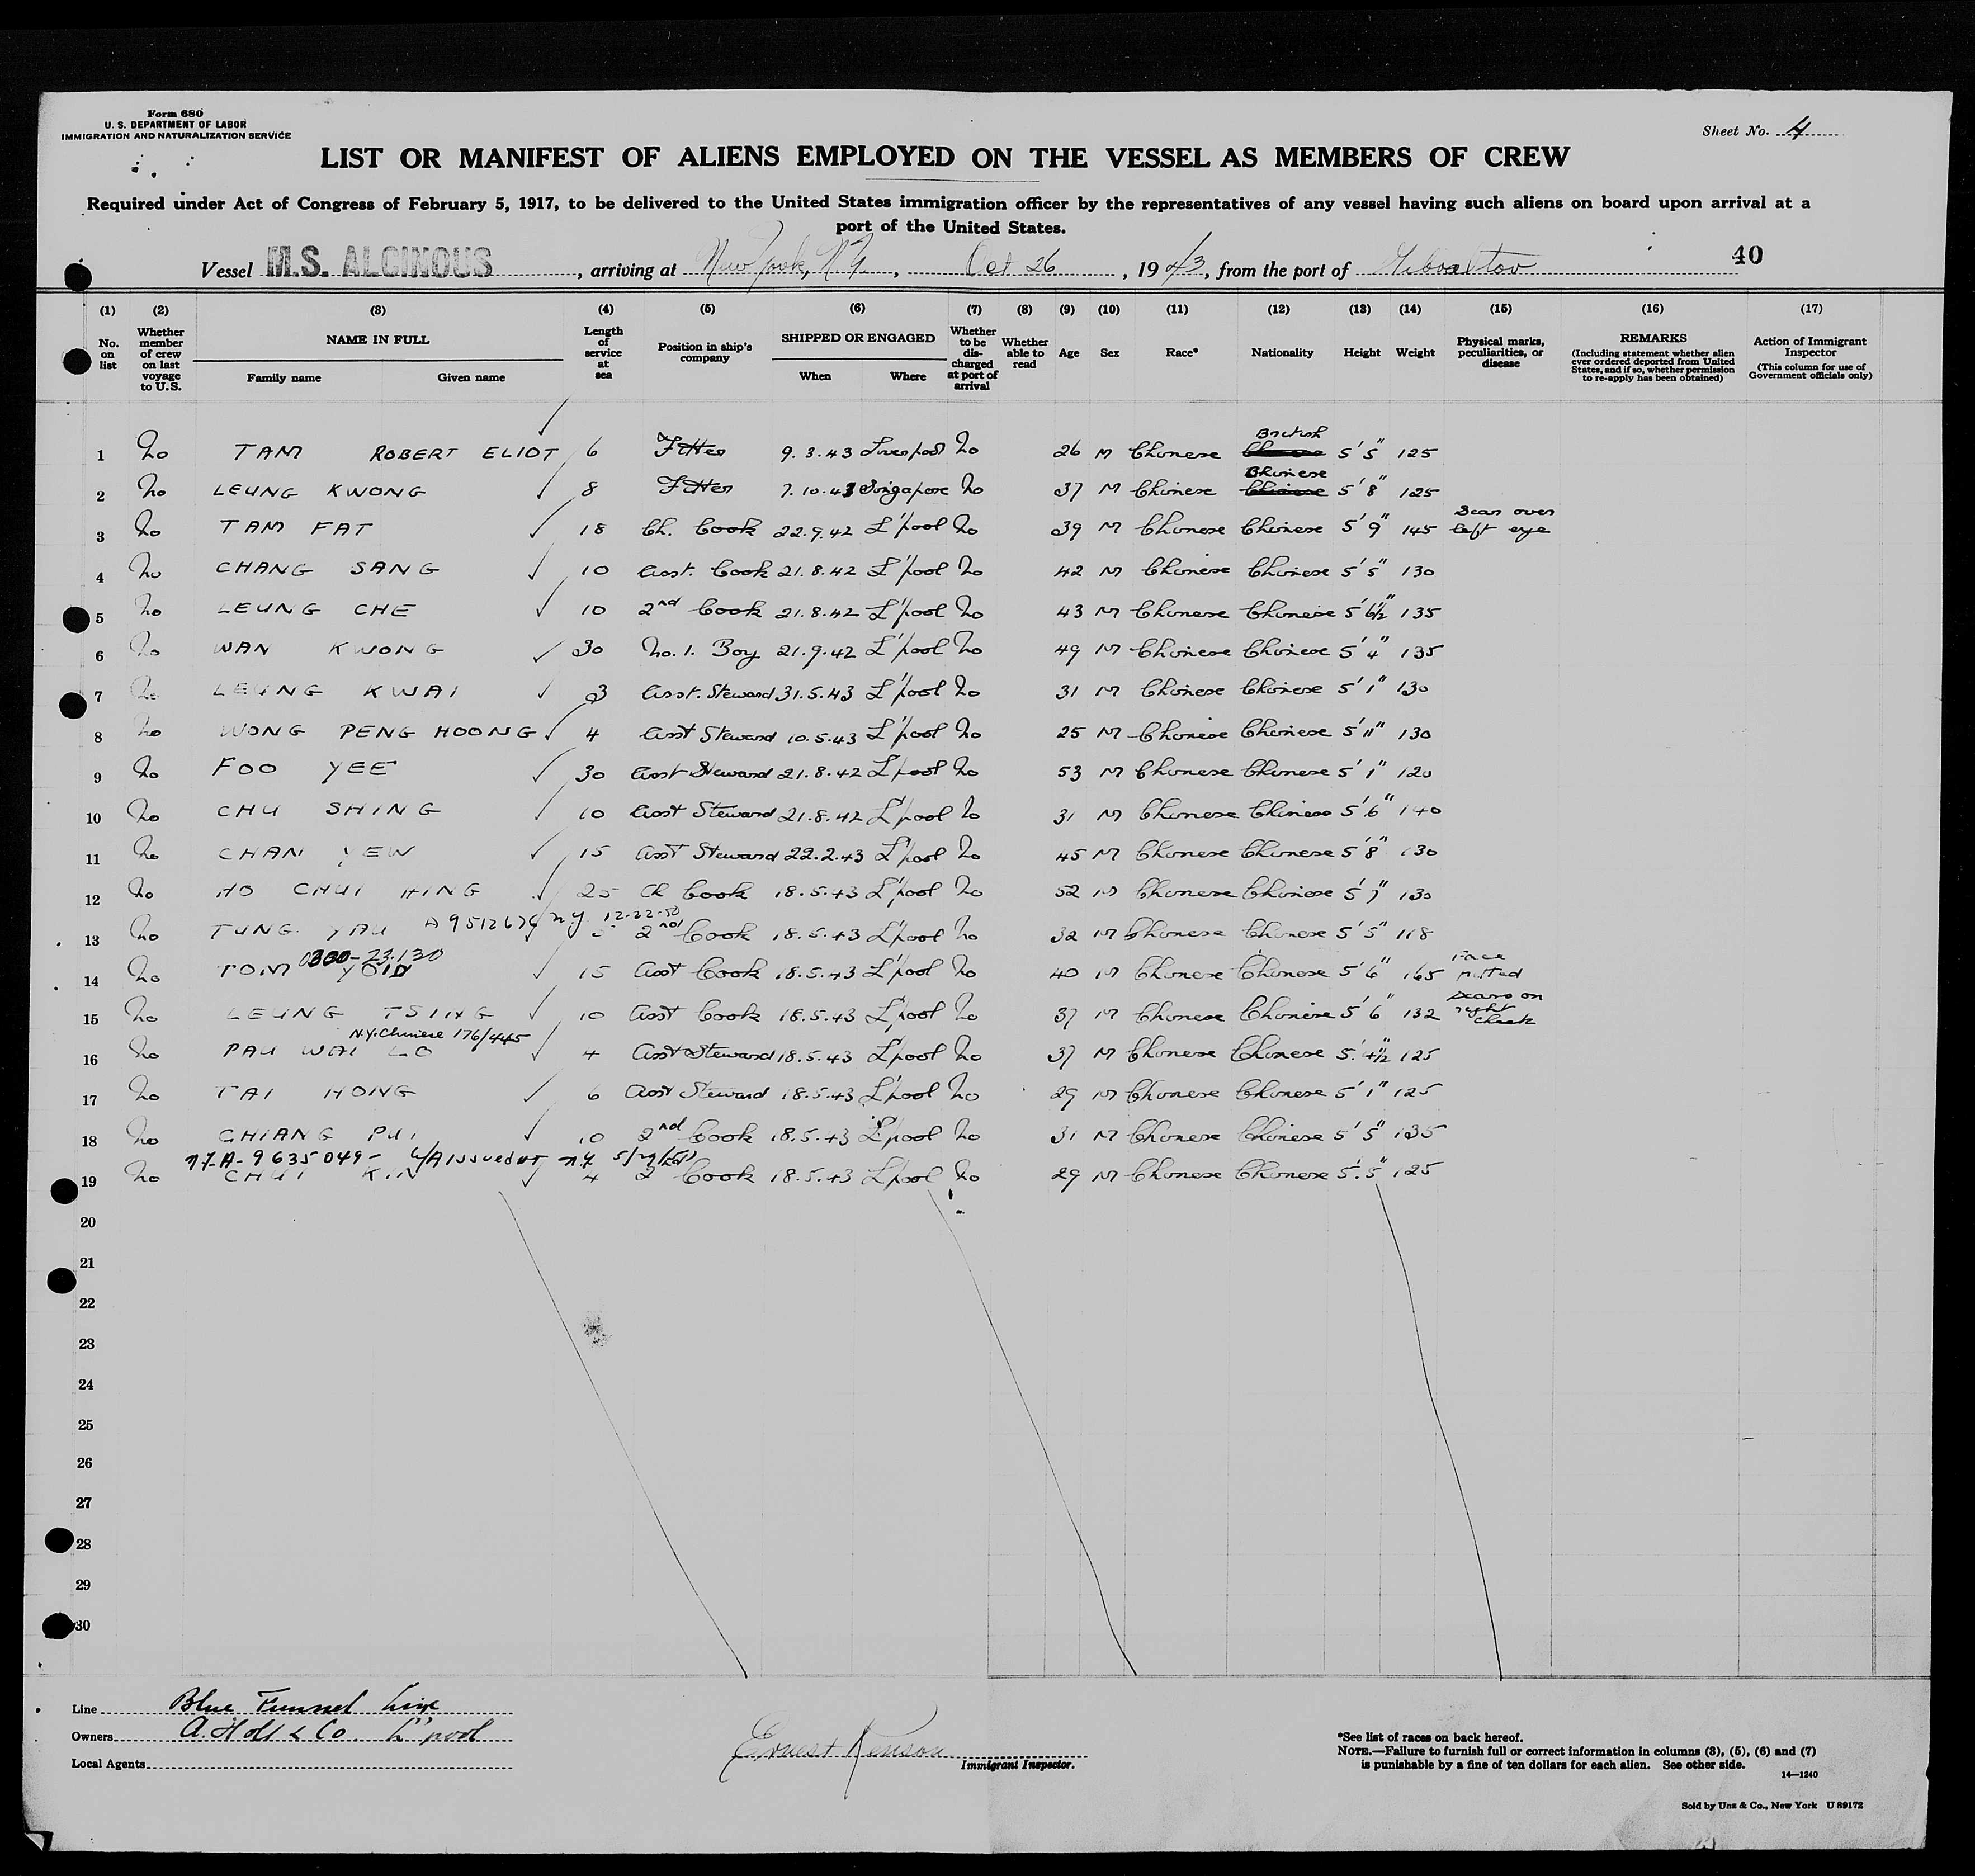 Form 680
U. S. DEPARTMENT OF LABOR
IMMIGRATION AND NATURALIZATION SERVICE
Sheet No. 4
LIST OR MANIFEST OF ALIENS EMPLOYED ON THE VESSEL AS MEMBERS OF CREW
Required under Act of Congress of February 5, 1917, to be delivered to the United States immigration officer by the representatives of any vessel having such aliens on board upon arrival at a
port of the United States.
Vessel M.S. ALCINOUS, arriving at New York, N.Y., Oct 26, 1943, from the port of Gibraltar 40
(1) (2) (3) (4) (5) (6) (7) (8) (9) (10) (11) (12) (13) (14) (15) (16) (17)
No. on list Whether member of crew on last voyage to U.S. NAME IN FULL Family name Given name Length of service at sea Position in ship's company SHIPPED OR ENGAGED When Where Whether to be discharged at port of arrival Whether able to read Age Sex Race* Nationality Height Weight Physical marks, peculiarities, or disease REMARKS (Including statement whether alien ever ordered deported from United States, and if so, whether permission to re-apply has been obtained) Action of Immigrant Inspector (This column for use of Government officials only)
British
1 No TAM ROBERT ELIOT 6 Fitter 9.3.43 Liverpool No 26 M Chinese Chinese 5'5" 125
Chinese
2 No LEUNG KWONG 8 Fitter 7.10.43 Singapore No 37 M Chinese Chinese 5'8" 125
3 No TAM FAT 18 Ch. Cook 22.9.42 L'pool No 39 M Chinese Chinese 5'9" 145 Scar over left eye
4 No CHANG SANG 10 Asst. Cook 21.8.42 L'pool No 42 M Chinese Chinese 5'5" 130
5 No LEUNG CHE 10 2nd Cook 21.8.42 L'pool No 43 M Chinese Chinese 5'6½" 135
6 No WAN KWONG 30 No. 1. Boy 21.9.42 L'pool No 49 M Chinese Chinese 5'4" 135
7 No LEUNG KWAI 3 Asst. Steward 31.5.43 L'pool No 31 M Chinese Chinese 5'1" 130
8 No WONG PENG HOONG 4 Asst Steward 10.5.43 L'pool No 25 M Chinese Chinese 5'11" 130
9 No FOO YEE 30 Asst Steward 21.8.42 L'pool No 53 M Chinese Chinese 5'1" 120
10 No CHU SHING 10 Asst Steward 21.8.42 L'pool No 31 M Chinese Chinese 5'6" 140
11 No CHAN YEW 15 Asst Steward 22.2.43 L'pool No 45 M Chinese Chinese 5'8" 130
12 No HO CHUI HING 25 Cook 18.5.43 L'pool No 52 M Chinese Chinese 5'7" 130
A9512676 NY 12-22-50
13 No TUNG YAU 2nd Cook 18.5.43 L'pool No 32 M Chinese Chinese 5'5" 118
0300-23.130
14 No TOM YOID 15 Asst Cook 18.5.43 L'pool No 40 M Chinese Chinese 5'6" 165 Face pitted
15 No LEUNG TSING 10 Asst Cook 18.5.43 L'pool No 37 M Chinese Chinese 5'6" 132 Scars on right cheek
N.Y. Chinese 176/445
16 No PAU WAI LO 4 Asst Steward 18.5.43 L'pool No 37 M Chinese Chinese 5'4½" 125
17 No TAI HONG 6 Asst Steward 18.5.43 L'pool No 29 M Chinese Chinese 5'1" 125
18 No CHIANG PUI 10 2nd Cook 18.5.43 L'pool No 31 M Chinese Chinese 5'5" 135
A-9635049- issued at NY
19 No CHUI KIN 4 2 Cook 18.5.43 L'pool No 29 M Chinese Chinese 5'5" 125
20
21
22
23
24
25
26
27
28
29
30
Line Blue Funnel Line
Owners A. Holt & Co. L'pool
Local Agents
Ernest Kenson
Immigrant Inspector.
*See list of races on back hereof.
NOTE.—Failure to furnish full or correct information in columns (3), (5), (6) and (7)
is punishable by a fine of ten dollars for each alien. See other side.
14—1240
Sold by Unz & Co., New York U 89172